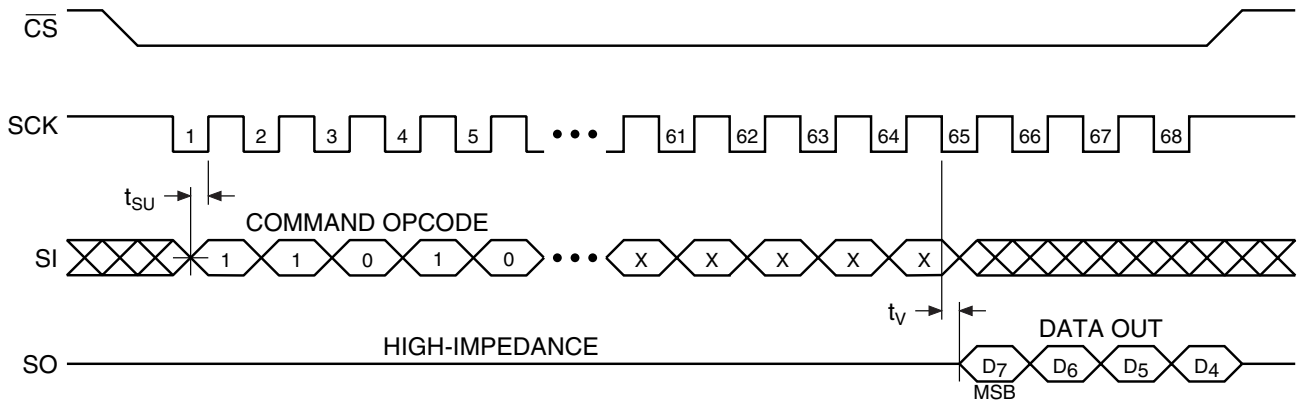 CS
SCK 1 2 3 4 5 ••• 61 62 63 64 65 66 67 68
tSU
COMMAND OPCODE
SI 1 1 0 1 0 ••• X X X X X
tV
HIGH-IMPEDANCE
DATA OUT
SO D7 D6 D5 D4
MSB